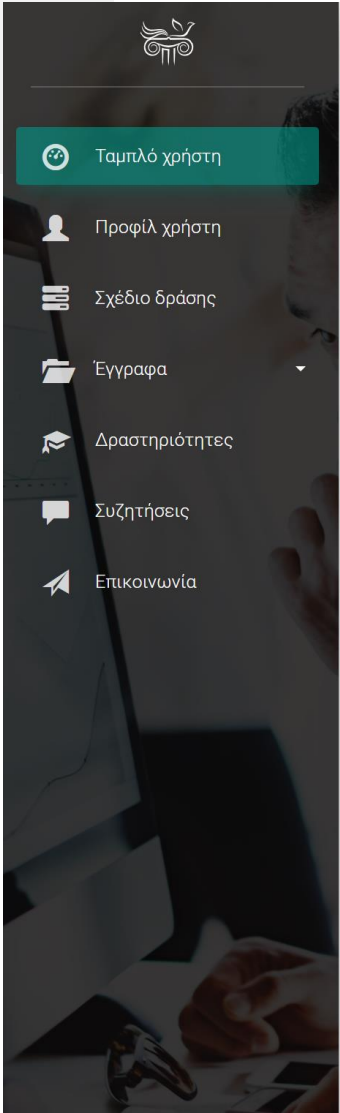 Ταμπλό χρήστη
Προφίλ χρήστη
Σχέδιο δράσης
Έγγραφα
Δραστηριότητες
Συζητήσεις
Επικοινωνία